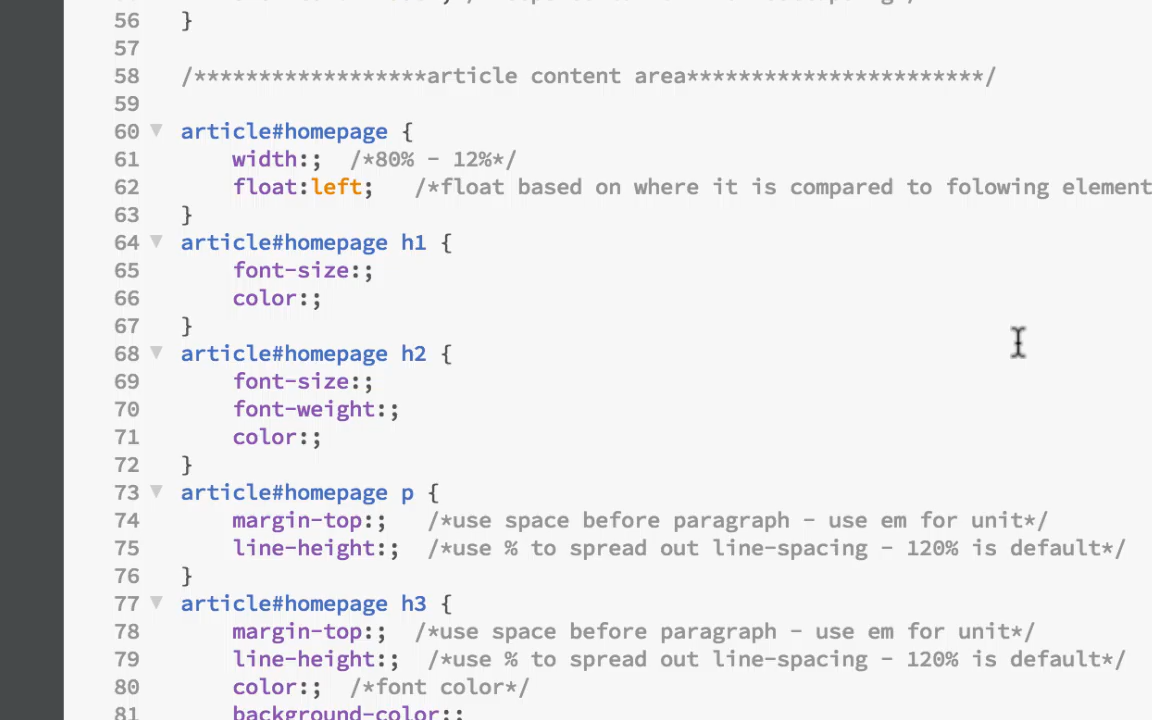 56 }
57
58 /******************article content area***********************/
59
60 article#homepage {
61 width:; /*80% - 12%*/
62 float:left; /*float based on where it is compared to folowing element
63 }
64 article#homepage h1 {
65 font-size:;
66 color:;
67 }
68 article#homepage h2 {
69 font-size:;
70 font-weight:;
71 color:;
72 }
73 article#homepage p {
74 margin-top:; /*use space before paragraph - use em for unit*/
75 line-height:; /*use % to spread out line-spacing - 120% is default*/
76 }
77 article#homepage h3 {
78 margin-top:; /*use space before paragraph - use em for unit*/
79 line-height:; /*use % to spread out line-spacing - 120% is default*/
80 color:; /*font color*/
81 background-color:;